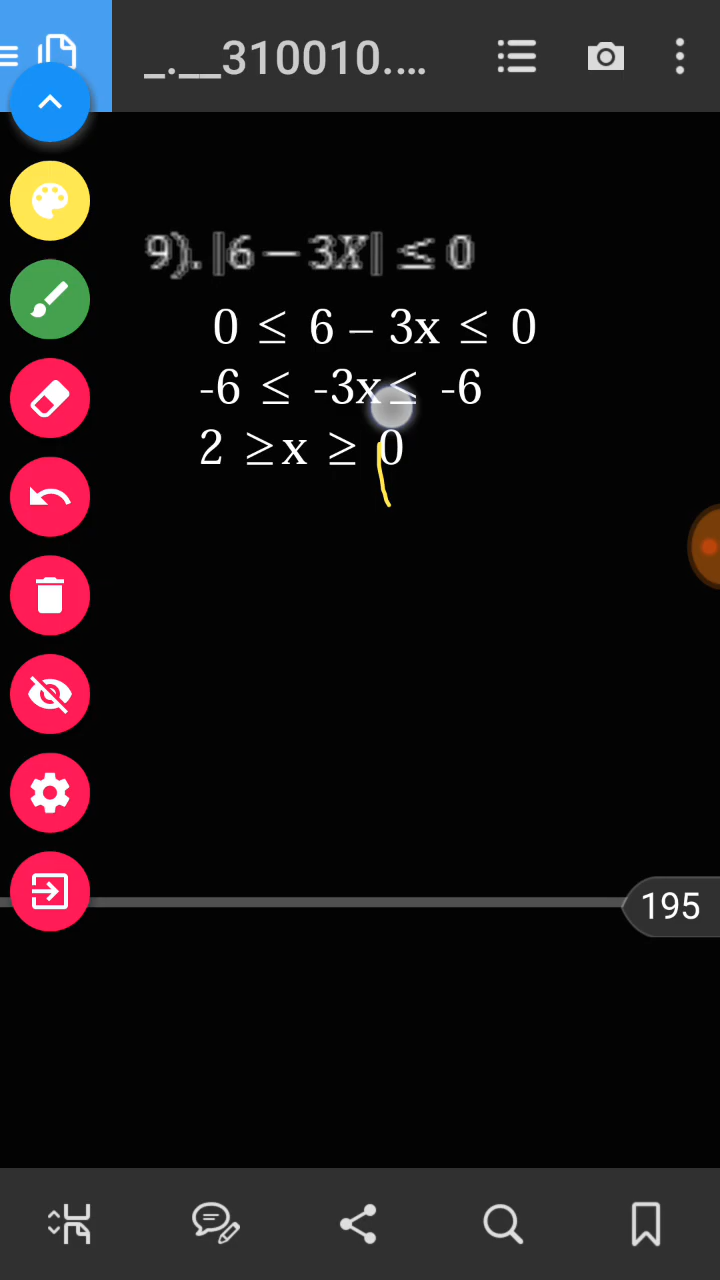 _.__310010....
9). |6 – 3X| ≤ 0
0 ≤ 6 – 3x ≤ 0
-6 ≤ -3x ≤ -6
2 ≥ x ≥ 0
195